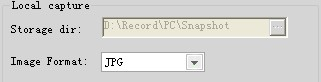 Local capture
Storage dir: D:\Record\PC\Snapshot ...
Image Format: JPG